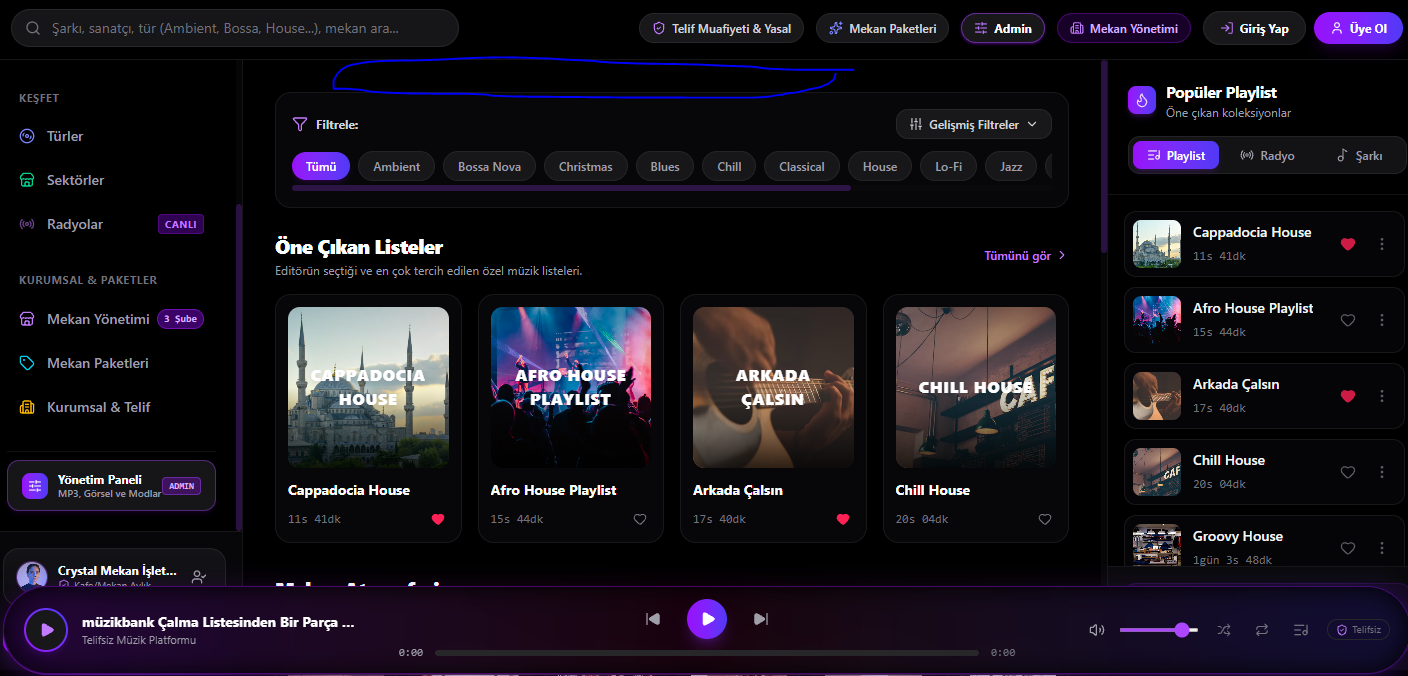 Şarkı, sanatçı, tür (Ambient, Bossa, House...), mekan ara...
Telif Muafiyeti & Yasal
Mekan Paketleri
Admin
Mekan Yönetimi
Giriş Yap
Üye Ol
KEŞFET
Türler
Sektörler
Radyolar
CANLI
KURUMSAL & PAKETLER
Mekan Yönetimi
3 Şube
Mekan Paketleri
Kurumsal & Telif
Yönetim Paneli
MP3, Görsel ve Modlar
ADMIN
Crystal Mekan İşlet...
Kafe/Mekan Aylık
Filtrele:
Gelişmiş Filtreler
Tümü
Ambient
Bossa Nova
Christmas
Blues
Chill
Classical
House
Lo-Fi
Jazz
Öne Çıkan Listeler
Editörün seçtiği ve en çok tercih edilen özel müzik listeleri.
Tümünü gör
CAPPADOCIA
HOUSE
Cappadocia House
11s 41dk
AFRO HOUSE
PLAYLIST
Afro House Playlist
15s 44dk
ARKADA
ÇALSIN
Arkada Çalsın
17s 40dk
CHILL HOUSE
CAF
Chill House
20s 04dk
Popüler Playlist
Öne çıkan koleksiyonlar
Playlist
Radyo
Şarkı
Cappadocia House
11s 41dk
Afro House Playlist
15s 44dk
Arkada Çalsın
17s 40dk
CAF
Chill House
20s 04dk
Groovy House
1gün 3s 48dk
müzikbank Çalma Listesinden Bir Parça ...
Telifsiz Müzik Platformu
0:00
0:00
Telifsiz